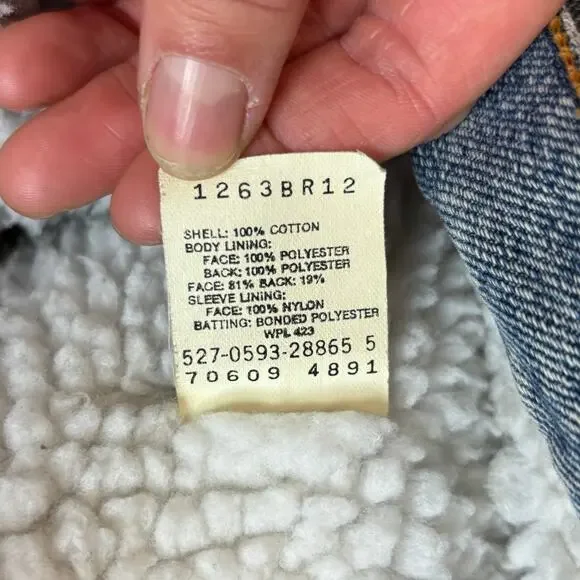 1263BR12
SHELL: 100% COTTON
BODY LINING:
FACE: 100% POLYESTER
BACK: 100% POLYESTER
FACE: 81% BACK: 19%
SLEEVE LINING:
FACE: 100% NYLON
BATTING: BONDED POLYESTER
WPL 423
527-0593-28865 5
70609 4891